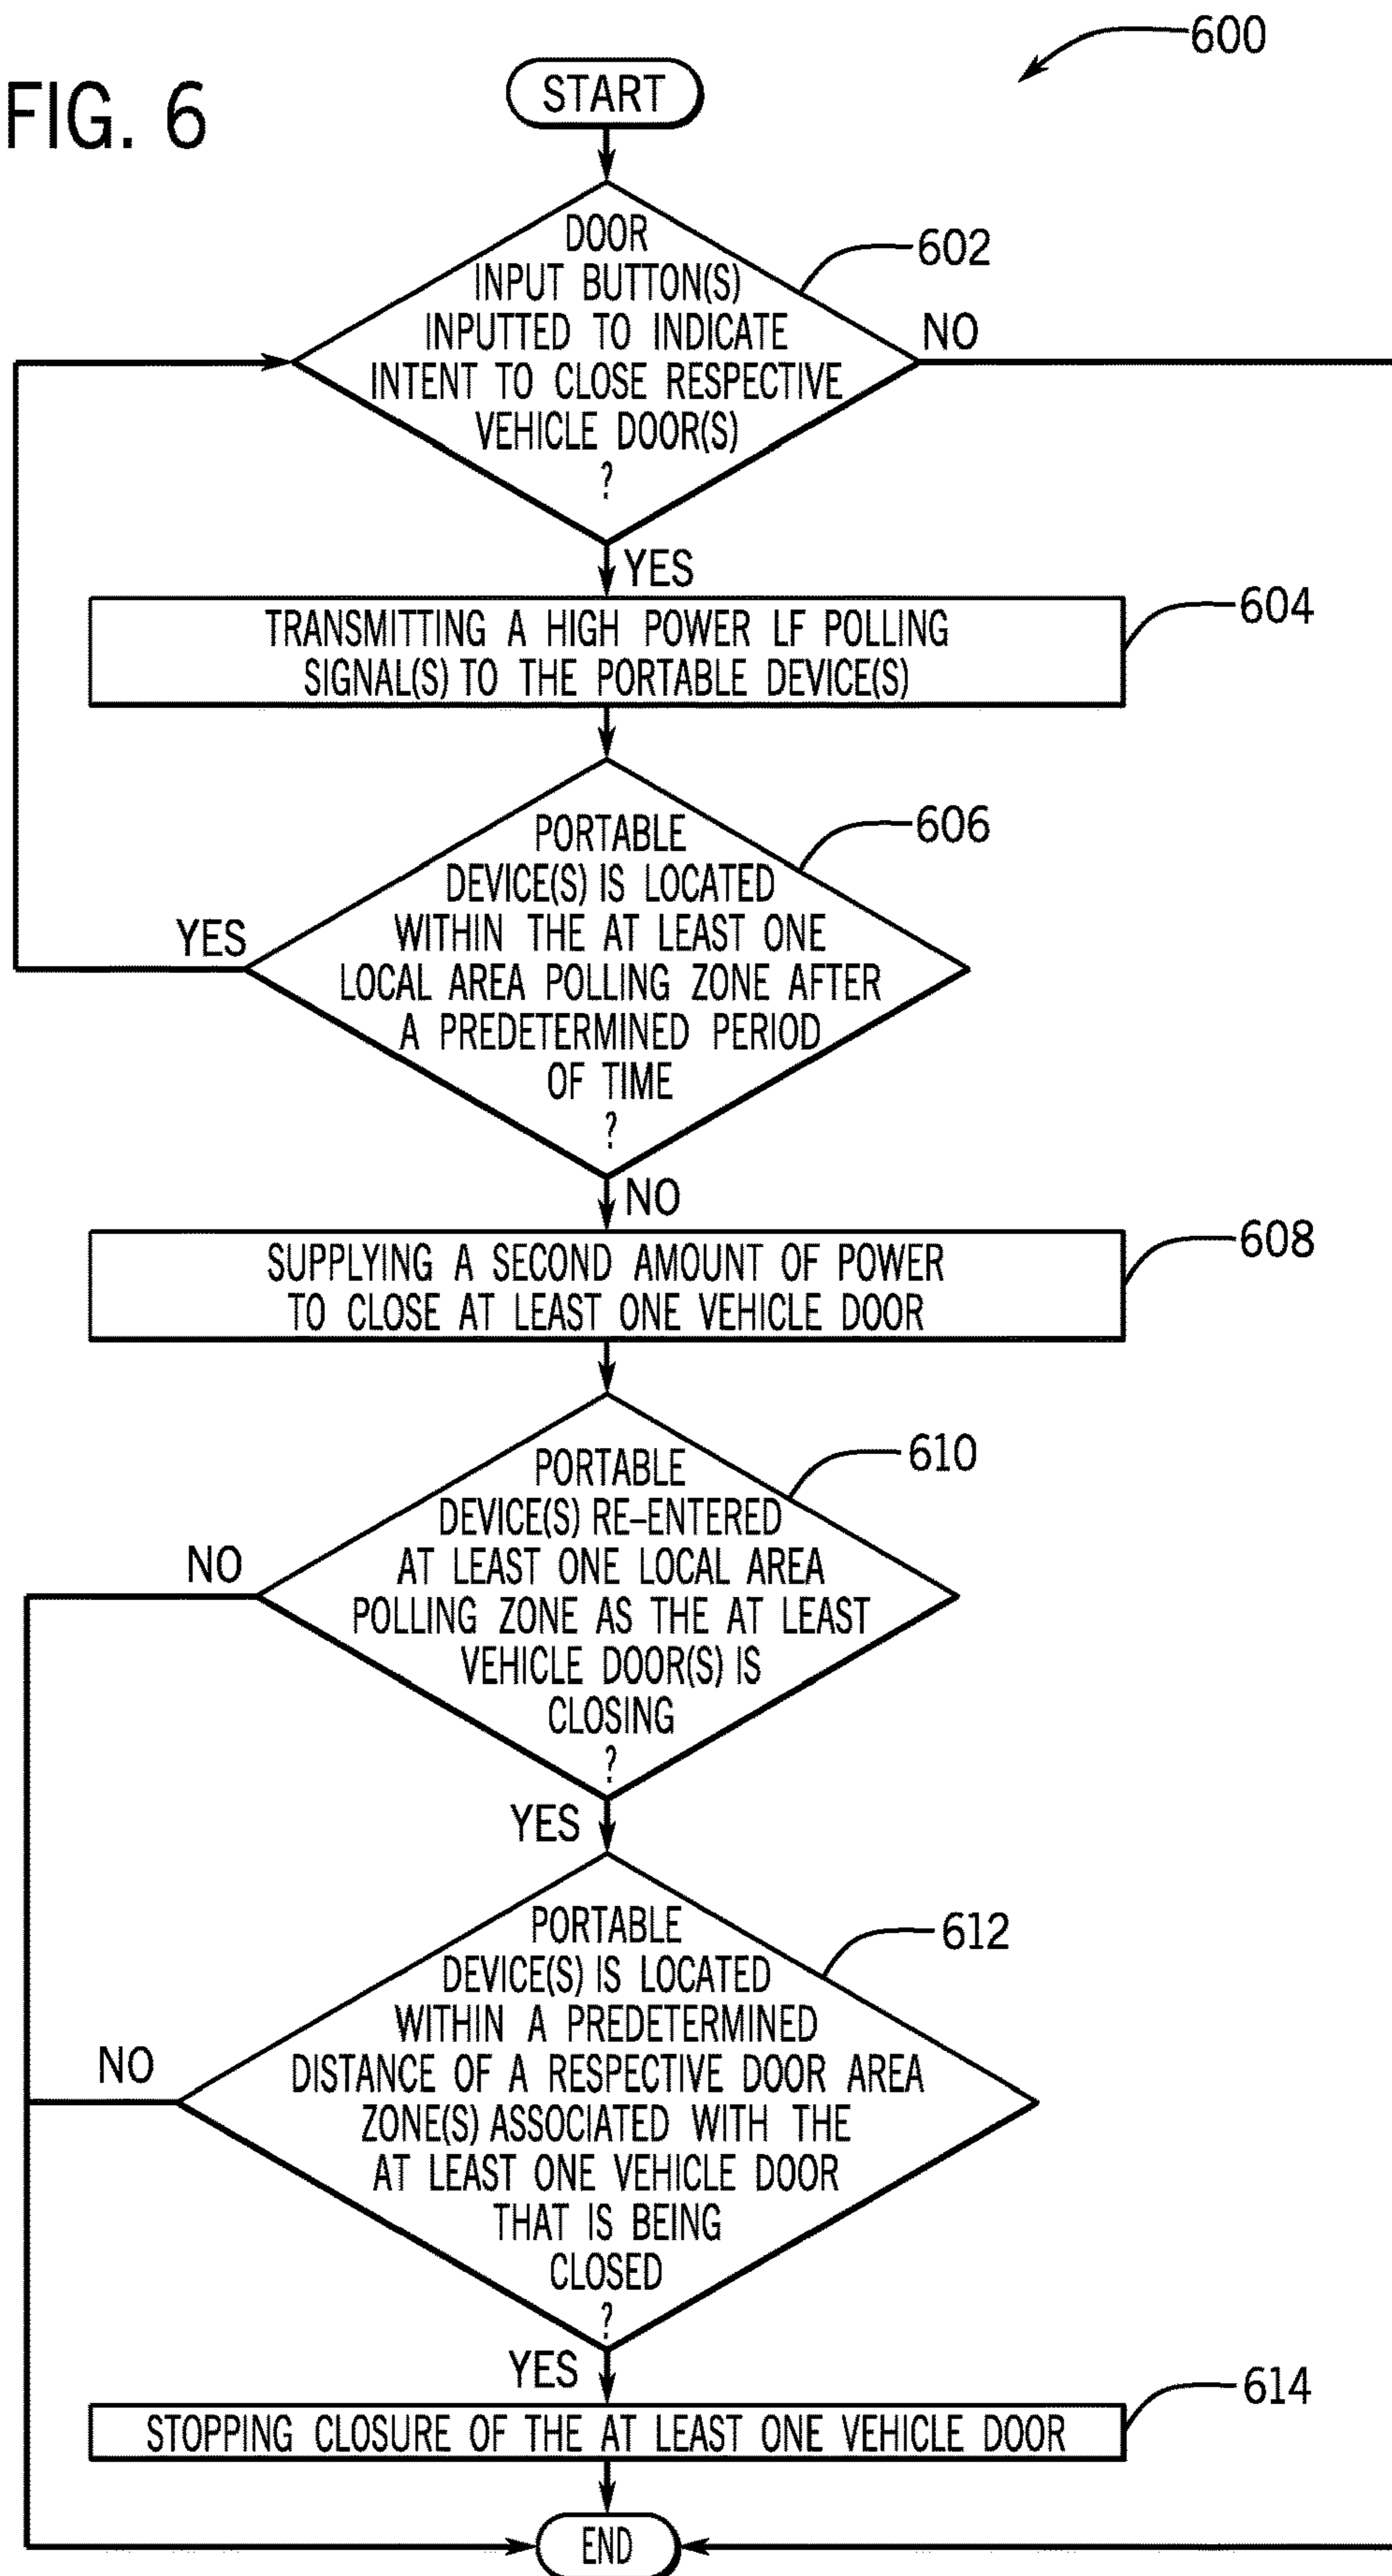 600
FIG. 6
START
DOOR
INPUT BUTTON(S)
INPUTTED TO INDICATE
INTENT TO CLOSE RESPECTIVE
VEHICLE DOOR(S)
?
602
NO
YES
TRANSMITTING A HIGH POWER LF POLLING
SIGNAL(S) TO THE PORTABLE DEVICE(S)
604
PORTABLE
DEVICE(S) IS LOCATED
WITHIN THE AT LEAST ONE
LOCAL AREA POLLING ZONE AFTER
A PREDETERMINED PERIOD
OF TIME
?
606
YES
NO
SUPPLYING A SECOND AMOUNT OF POWER
TO CLOSE AT LEAST ONE VEHICLE DOOR
608
PORTABLE
DEVICE(S) RE-ENTERED
AT LEAST ONE LOCAL AREA
POLLING ZONE AS THE AT LEAST
VEHICLE DOOR(S) IS
CLOSING
?
610
NO
YES
PORTABLE
DEVICE(S) IS LOCATED
WITHIN A PREDETERMINED
DISTANCE OF A RESPECTIVE DOOR AREA
ZONE(S) ASSOCIATED WITH THE
AT LEAST ONE VEHICLE DOOR
THAT IS BEING
CLOSED
?
612
NO
YES
STOPPING CLOSURE OF THE AT LEAST ONE VEHICLE DOOR
614
END